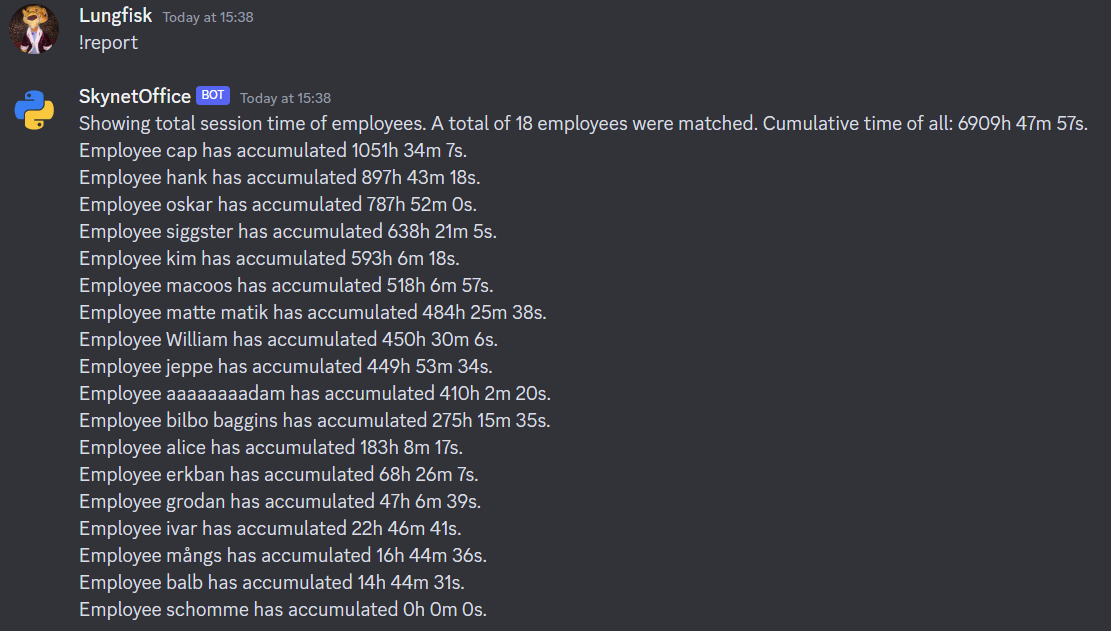 Lungfisk Today at 15:38
!report
SkynetOffice BOT Today at 15:38
Showing total session time of employees. A total of 18 employees were matched. Cumulative time of all: 6909h 47m 57s.
Employee cap has accumulated 1051h 34m 7s.
Employee hank has accumulated 897h 43m 18s.
Employee oskar has accumulated 787h 52m 0s.
Employee siggster has accumulated 638h 21m 5s.
Employee kim has accumulated 593h 6m 18s.
Employee macoos has accumulated 518h 6m 57s.
Employee matte matik has accumulated 484h 25m 38s.
Employee William has accumulated 450h 30m 6s.
Employee jeppe has accumulated 449h 53m 34s.
Employee aaaaaaaadam has accumulated 410h 2m 20s.
Employee bilbo baggins has accumulated 275h 15m 35s.
Employee alice has accumulated 183h 8m 17s.
Employee erkban has accumulated 68h 26m 7s.
Employee grodan has accumulated 47h 6m 39s.
Employee ivar has accumulated 22h 46m 41s.
Employee mångs has accumulated 16h 44m 36s.
Employee balb has accumulated 14h 44m 31s.
Employee schomme has accumulated 0h 0m 0s.